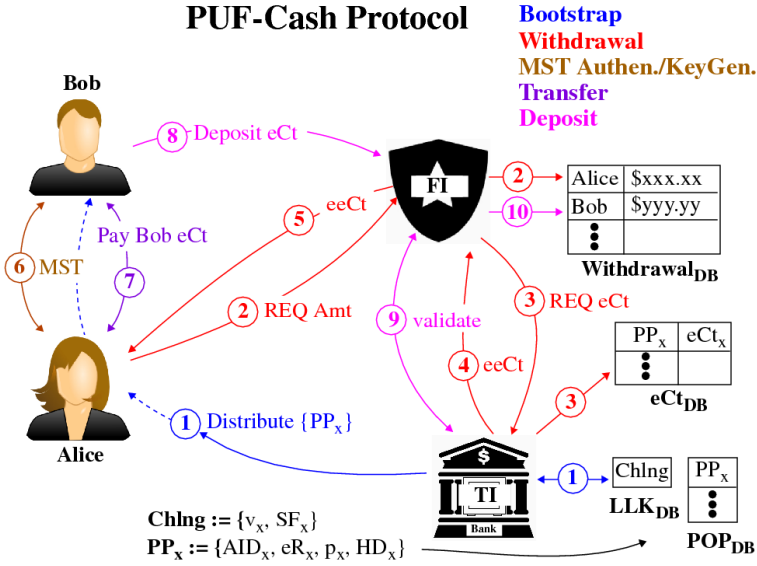 PUF-Cash Protocol
Bootstrap
Withdrawal
MST Authen./KeyGen.
Transfer
Deposit
Bob
8 Deposit eCt
FI
2
Alice $xxx.xx
10
Bob $yyy.yy
Withdrawal_DB
5 eeCt
Pay Bob eCt
6 MST
7
2 REQ Amt
9 validate
3 REQ eCt
4 eeCt
PP_x eCt_x
3
eCt_DB
Alice
1 Distribute {PP_x}
$
TI
Bank
1
Chlng
LLK_DB
PP_x
POP_DB
Chlng := {v_x, SF_x}
PP_x := {AID_x, eR_x, p_x, HD_x}